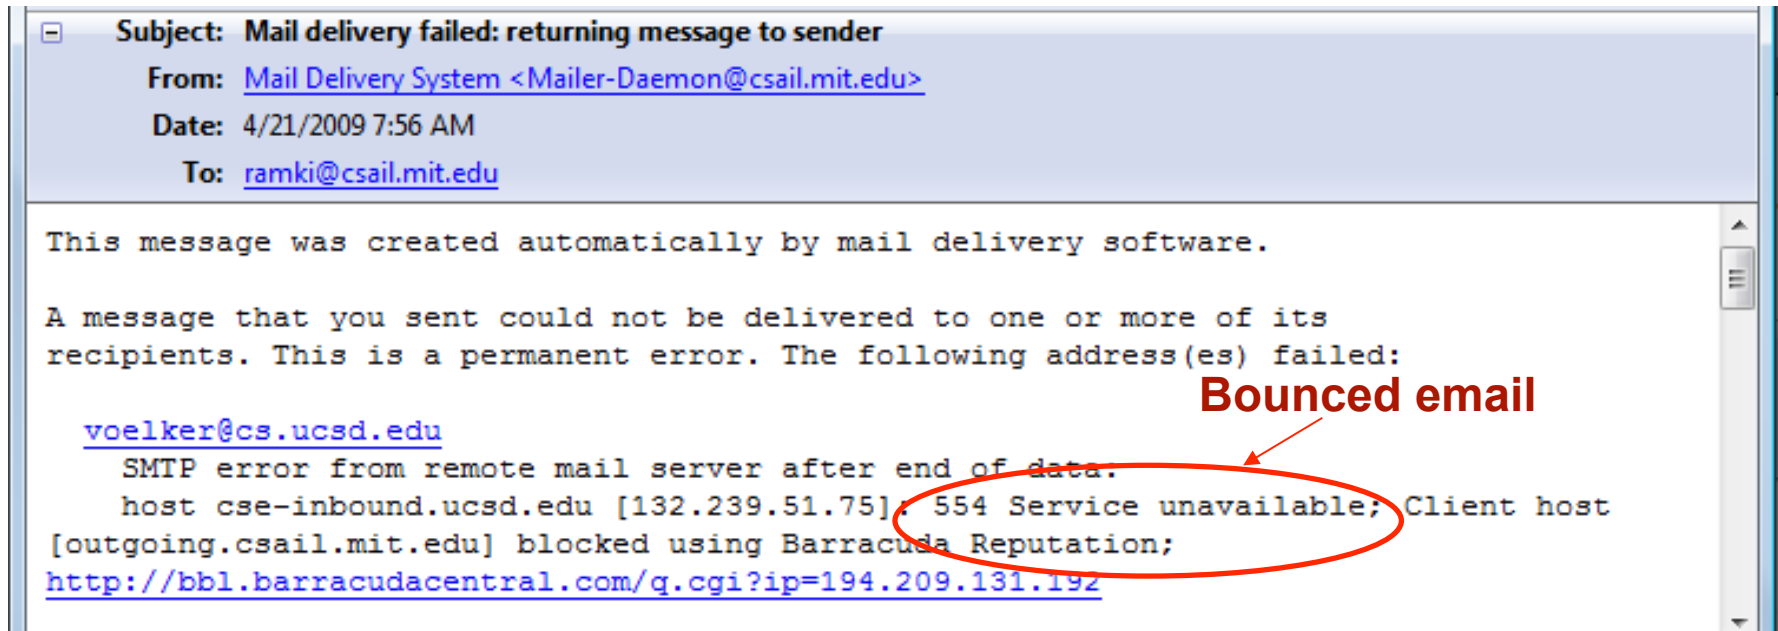 Subject: Mail delivery failed: returning message to sender
From: Mail Delivery System <Mailer-Daemon@csail.mit.edu>
Date: 4/21/2009 7:56 AM
To: ramki@csail.mit.edu
This message was created automatically by mail delivery software.
A message that you sent could not be delivered to one or more of its
recipients. This is a permanent error. The following address(es) failed:
Bounced email
voelker@cs.ucsd.edu
SMTP error from remote mail server after end of data:
host cse-inbound.ucsd.edu [132.239.51.75]: 554 Service unavailable; Client host
[outgoing.csail.mit.edu] blocked using Barracuda Reputation;
http://bbl.barracudacentral.com/q.cgi?ip=194.209.131.192